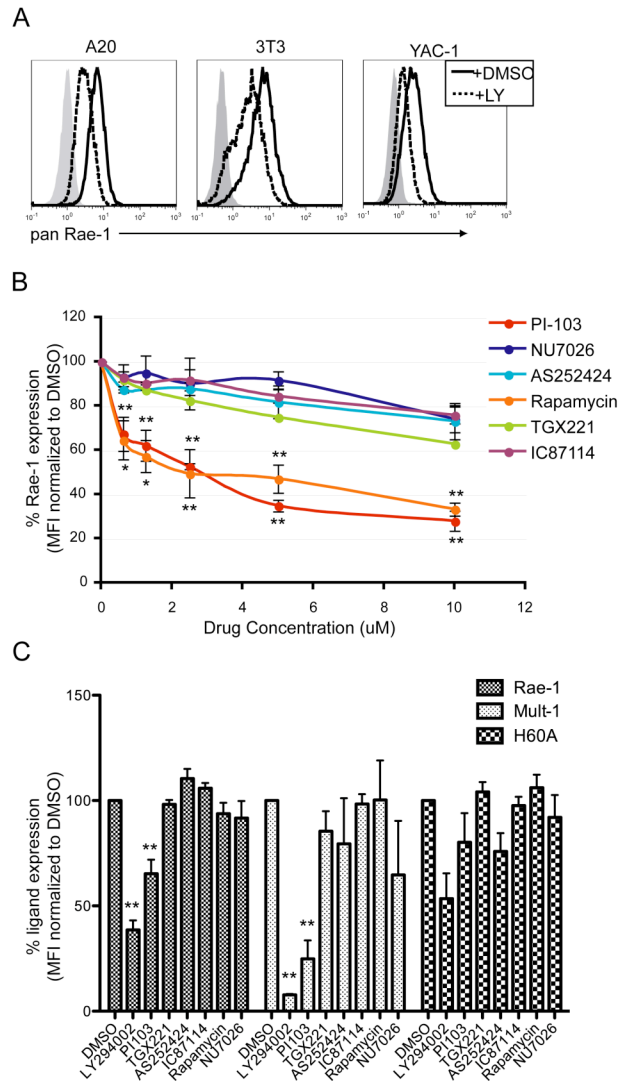 A
A20
3T3
YAC-1
+DMSO
+LY
10-1 100 101 102 103
10-1 100 101 102 103
10-1 100 101 102 103
pan Rae-1
B
120
100
80
60
40
20
0
% Rae-1 expression
(MFI normalized to DMSO)
** ** ** ** **
* * ** ** **
0 2 4 6 8 10 12
Drug Concentration (uM)
PI-103
NU7026
AS252424
Rapamycin
TGX221
IC87114
C
150
100
50
0
% ligand expression
(MFI normalized to DMSO)
Rae-1
Mult-1
H60A
** **
** **
DMSO LY294002 PI103 TGX221 AS252424 IC87114 Rapamycin NU7026
DMSO LY294002 PI103 TGX221 AS252424 IC87114 Rapamycin NU7026
DMSO LY294002 PI103 TGX221 AS252424 IC87114 Rapamycin NU7026